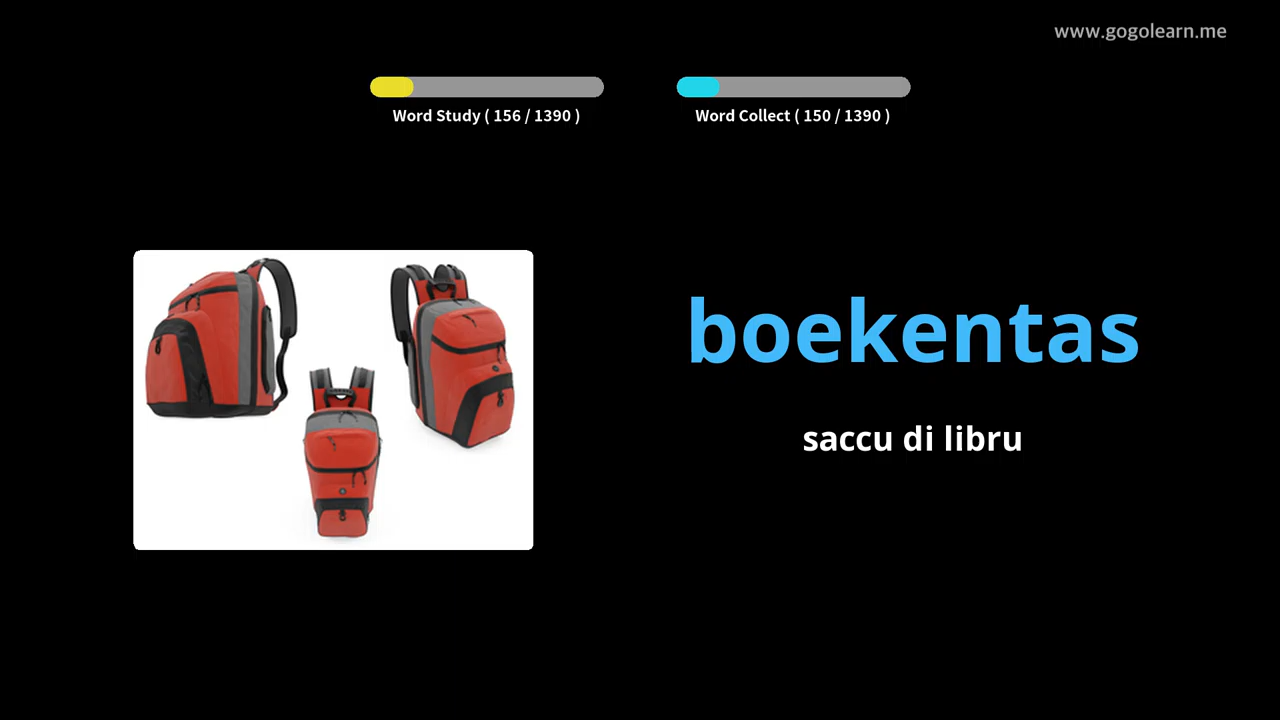 www.gogolearn.me
Word Study ( 156 / 1390 )
Word Collect ( 150 / 1390 )
boekentas
saccu di libru